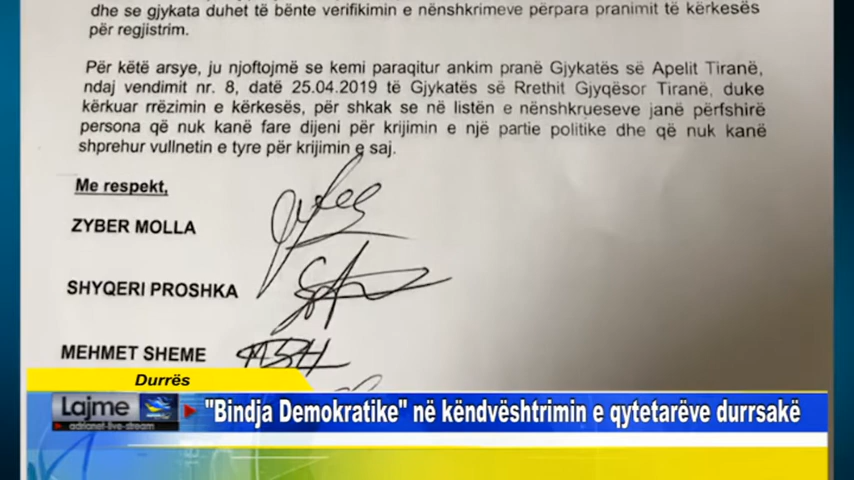 dhe se gjykata duhet të bënte verifikimin e nënshkrimeve përpara pranimit të kërkesës
për regjistrim.
Për këtë arsye, ju njoftojmë se kemi paraqitur ankim pranë Gjykatës së Apelit Tiranë,
ndaj vendimit nr. 8, datë 25.04.2019 të Gjykatës së Rrethit Gjyqësor Tiranë, duke
kërkuar rrëzimin e kërkesës, për shkak se në listën e nënshkrueseve janë përfshirë
persona që nuk kanë fare dijeni për krijimin e një partie politike dhe që nuk kanë
shprehur vullnetin e tyre për krijimin e saj.
Me respekt,
ZYBER MOLLA
SHYQERI PROSHKA
MEHMET SHEME
Durrës
Lajme
adrianet-live-stream
"Bindja Demokratike" në këndvështrimin e qytetarëve durrsakë